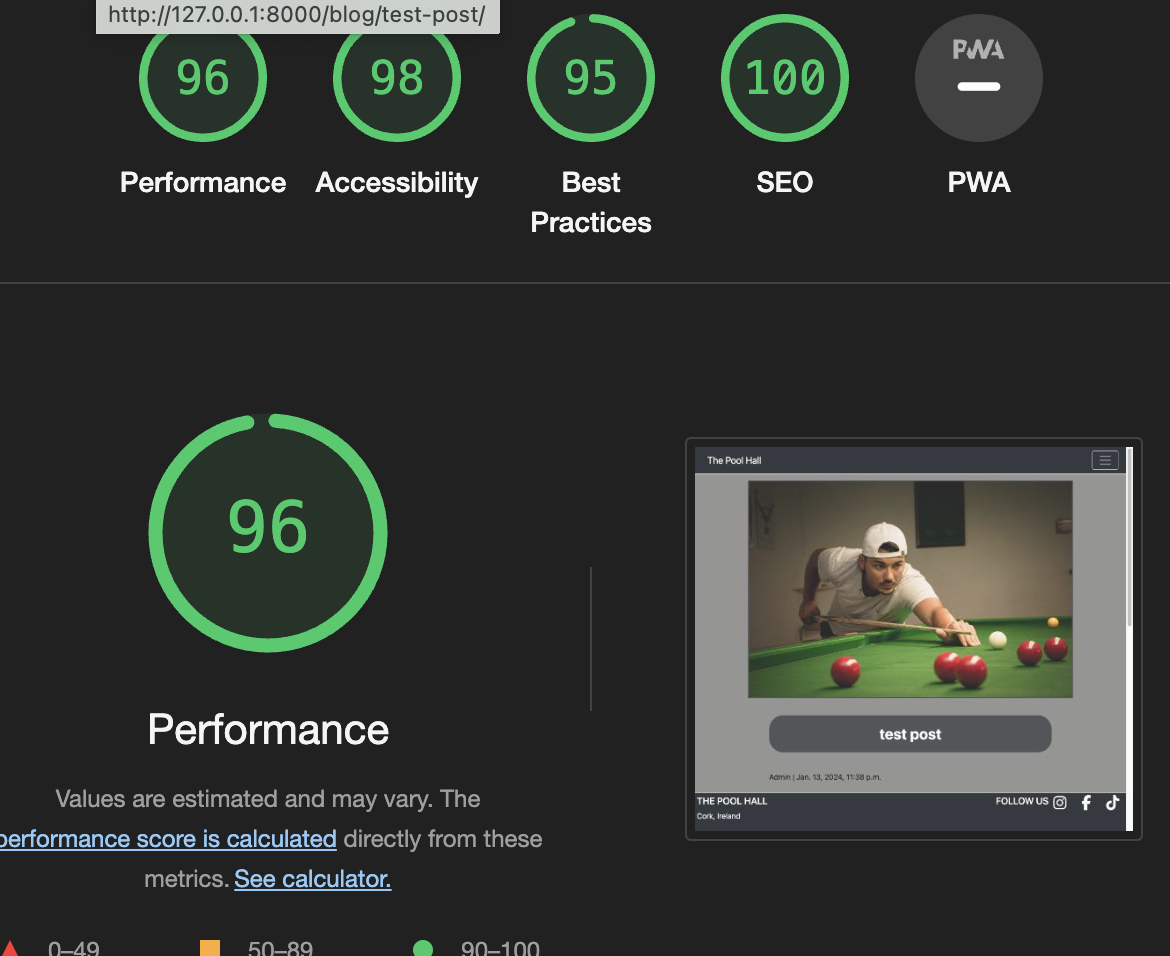 http://127.0.0.1:8000/blog/test-post/
96
98
95
100
PWA
Performance
Accessibility
Best
Practices
SEO
PWA
96
Performance
Values are estimated and may vary. The
performance score is calculated directly from these
metrics. See calculator.
0–49
50–89
90–100
The Pool Hall
test post
Admin | Jan. 13, 2024, 11:38 p.m.
THE POOL HALL
FOLLOW US
Cork, Ireland